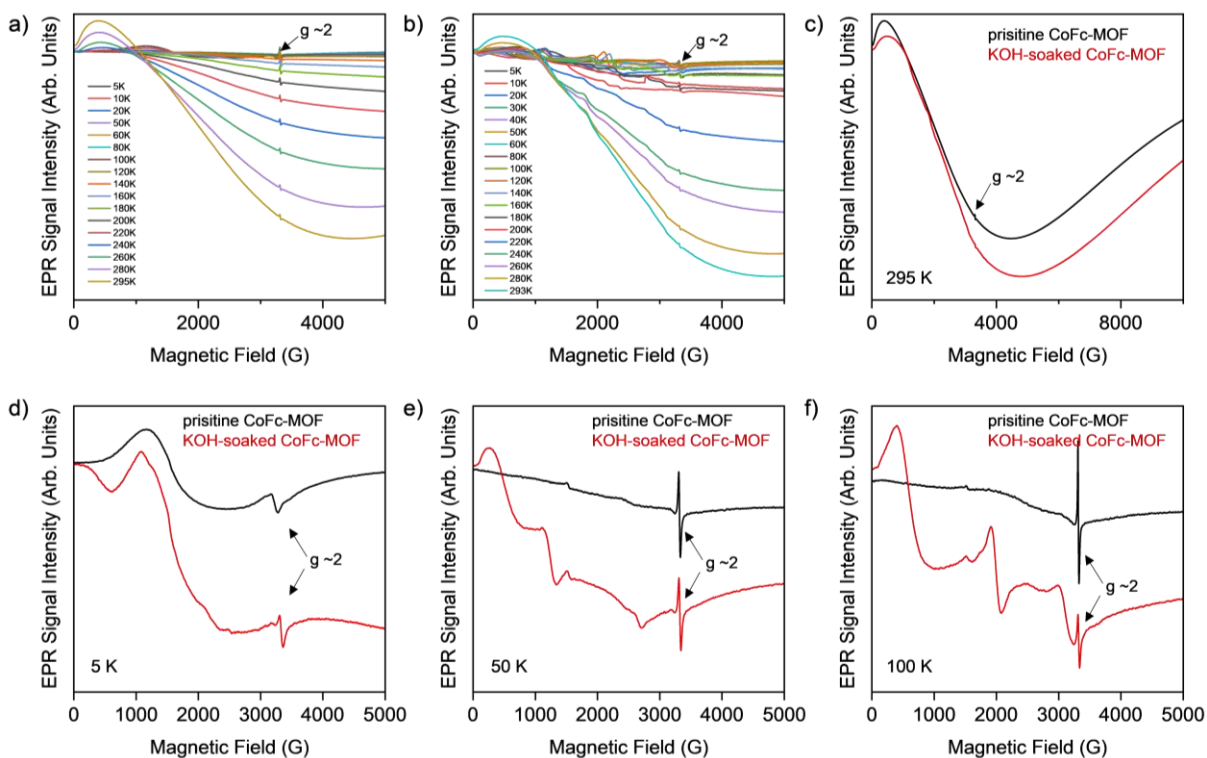 a)
EPR Signal Intensity (Arb. Units)
g ~2
5K
10K
20K
50K
60K
80K
100K
120K
140K
160K
180K
200K
220K
240K
260K
280K
295K
0
2000
4000
Magnetic Field (G)
b)
EPR Signal Intensity (Arb. Units)
g ~2
5K
10K
20K
30K
40K
50K
60K
80K
100K
120K
140K
160K
180K
200K
220K
240K
260K
280K
293K
0
2000
4000
Magnetic Field (G)
c)
EPR Signal Intensity (Arb. Units)
prisitine CoFc-MOF
KOH-soaked CoFc-MOF
g ~2
295 K
0
4000
8000
Magnetic Field (G)
d)
EPR Signal Intensity (Arb. Units)
prisitine CoFc-MOF
KOH-soaked CoFc-MOF
g ~2
5 K
0
1000
2000
3000
4000
5000
Magnetic Field (G)
e)
EPR Signal Intensity (Arb. Units)
prisitine CoFc-MOF
KOH-soaked CoFc-MOF
g ~2
50 K
0
1000
2000
3000
4000
5000
Magnetic Field (G)
f)
EPR Signal Intensity (Arb. Units)
prisitine CoFc-MOF
KOH-soaked CoFc-MOF
g ~2
100 K
0
1000
2000
3000
4000
5000
Magnetic Field (G)